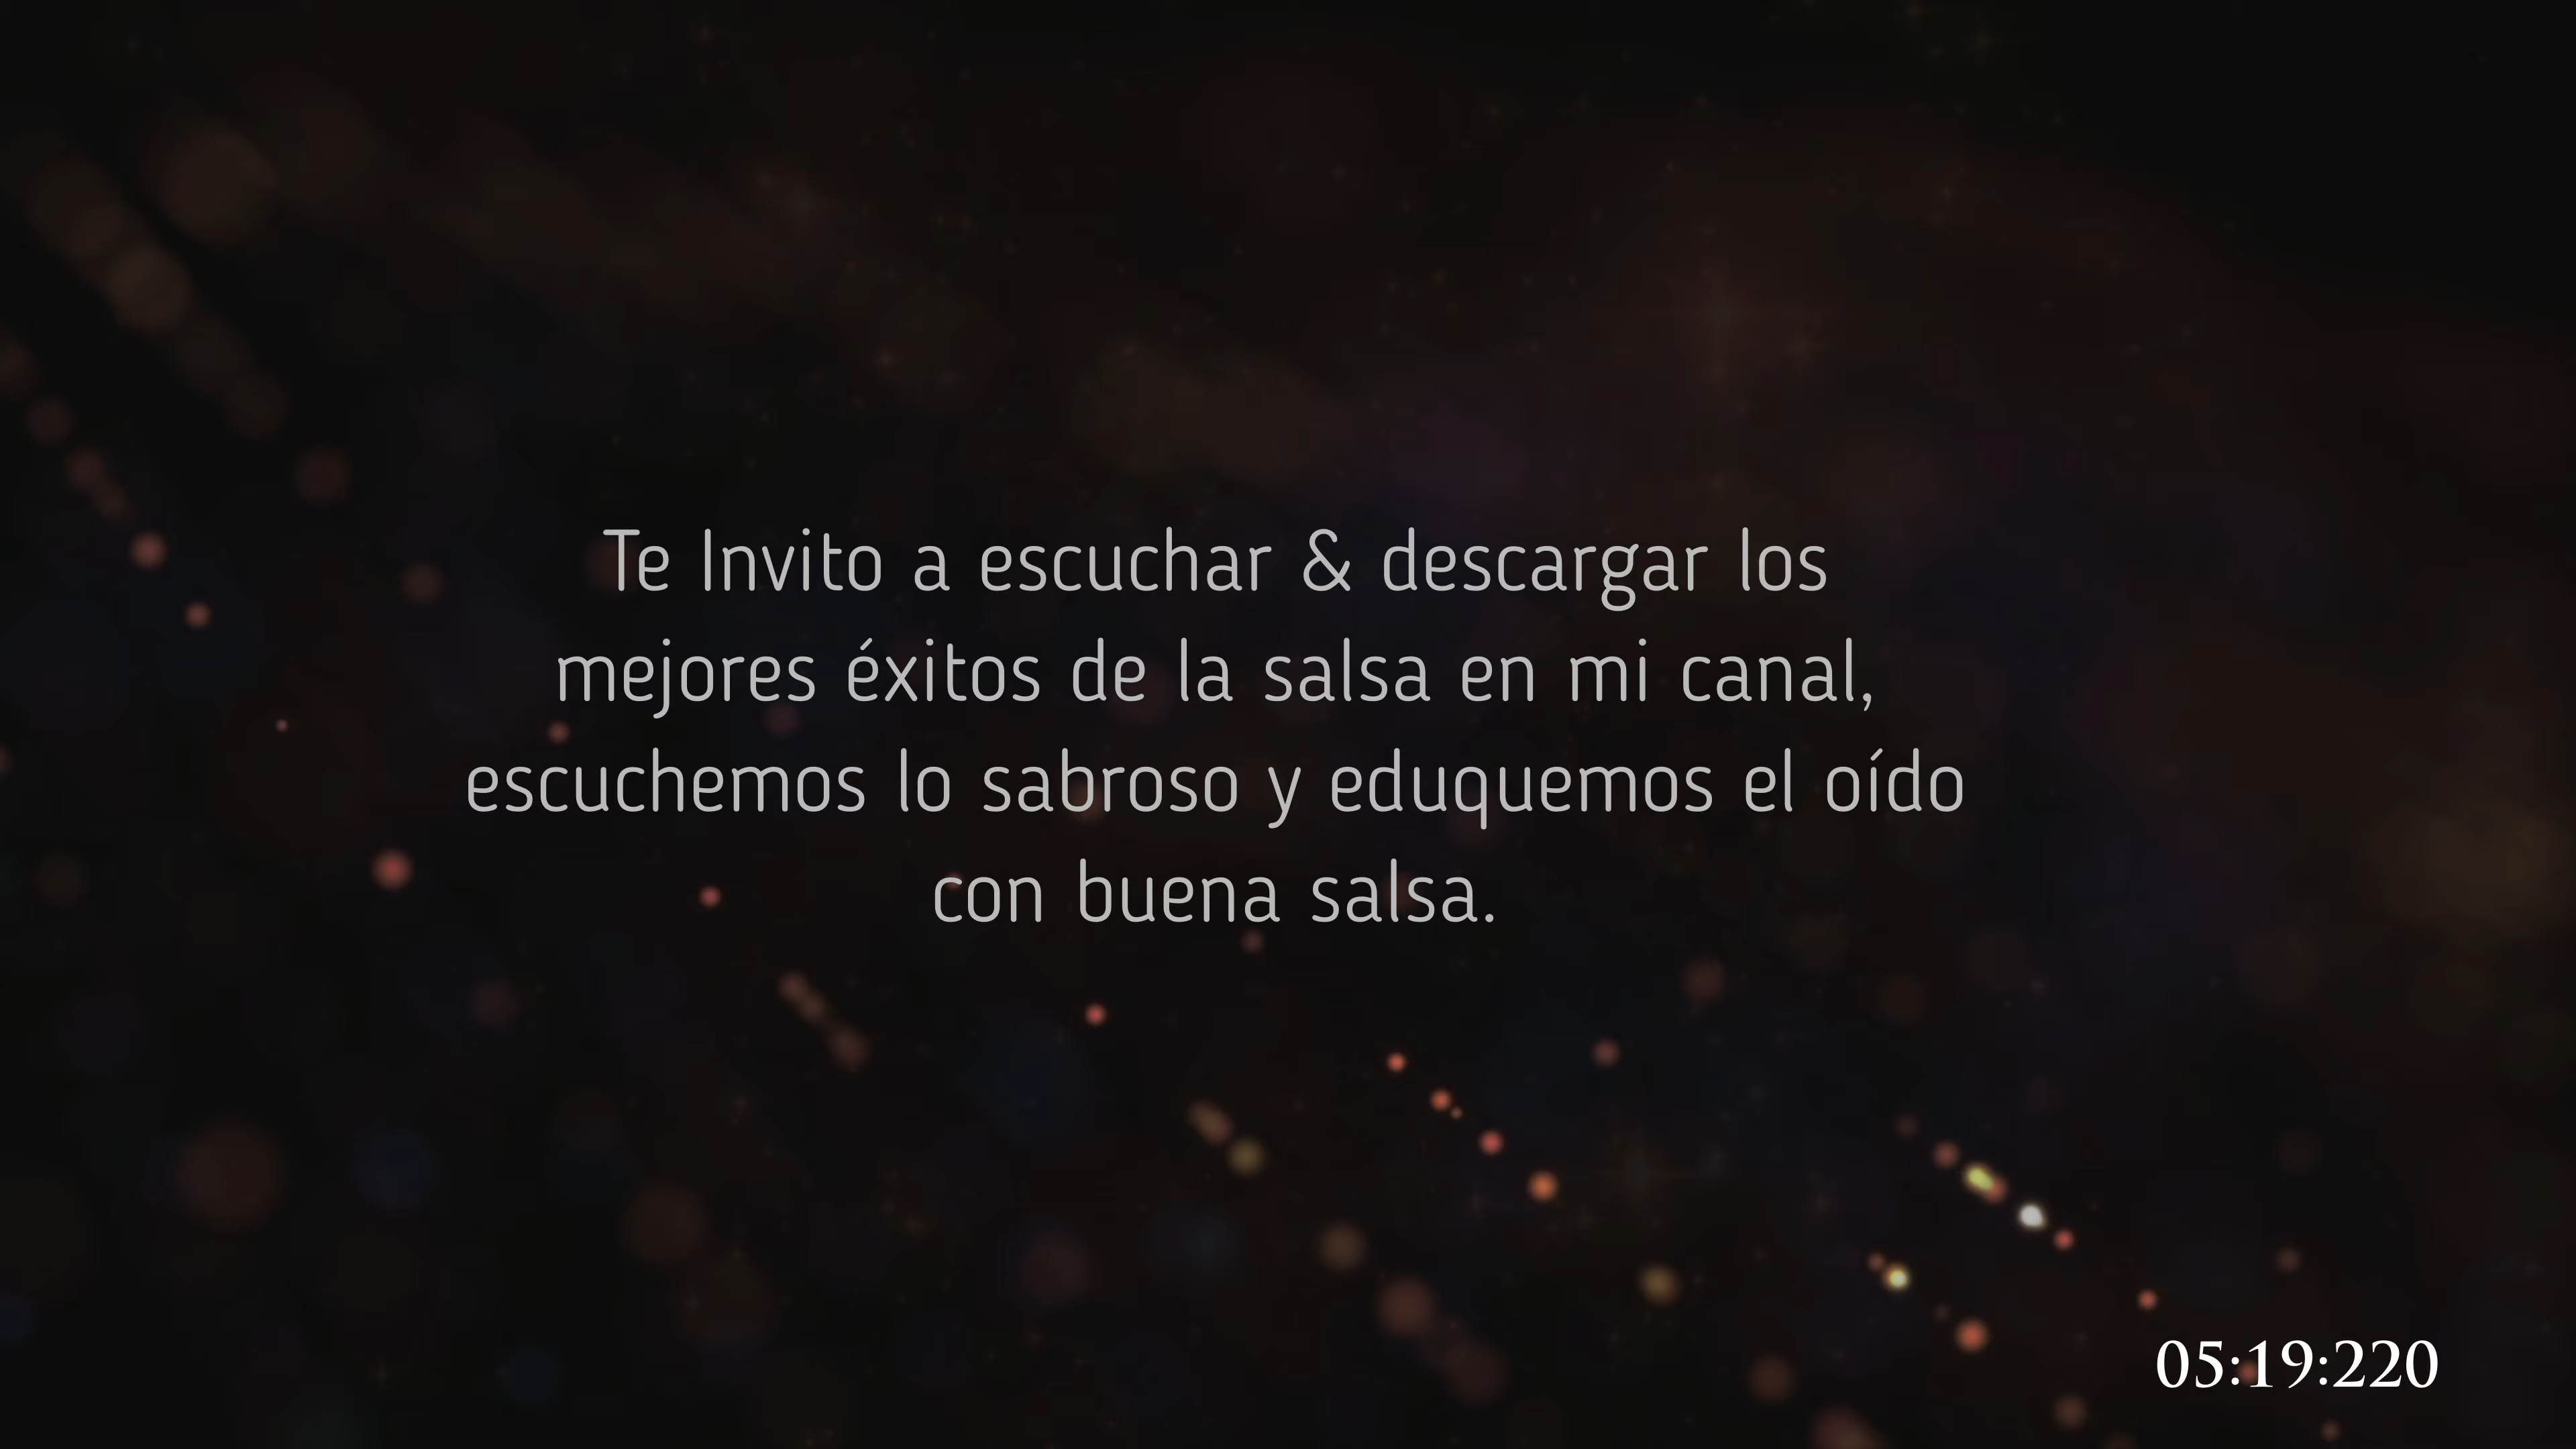 Te Invito a escuchar & descargar los
mejores éxitos de la salsa en mi canal,
escuchemos lo sabroso y eduquemos el oído
con buena salsa.
05:19:220